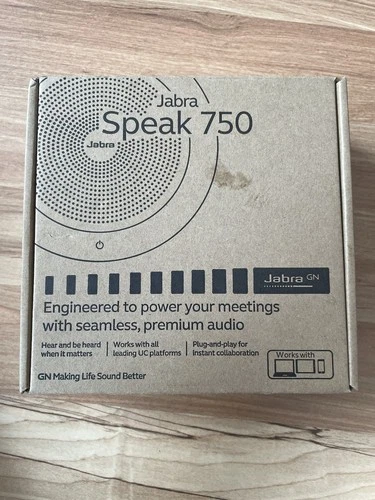 Jabra
Speak 750
Jabra
Jabra GN
Engineered to power your meetings
with seamless, premium audio
Hear and be heard
when it matters
Works with all
leading UC platforms
Plug-and-play for
instant collaboration
Works with
GN Making Life Sound Better